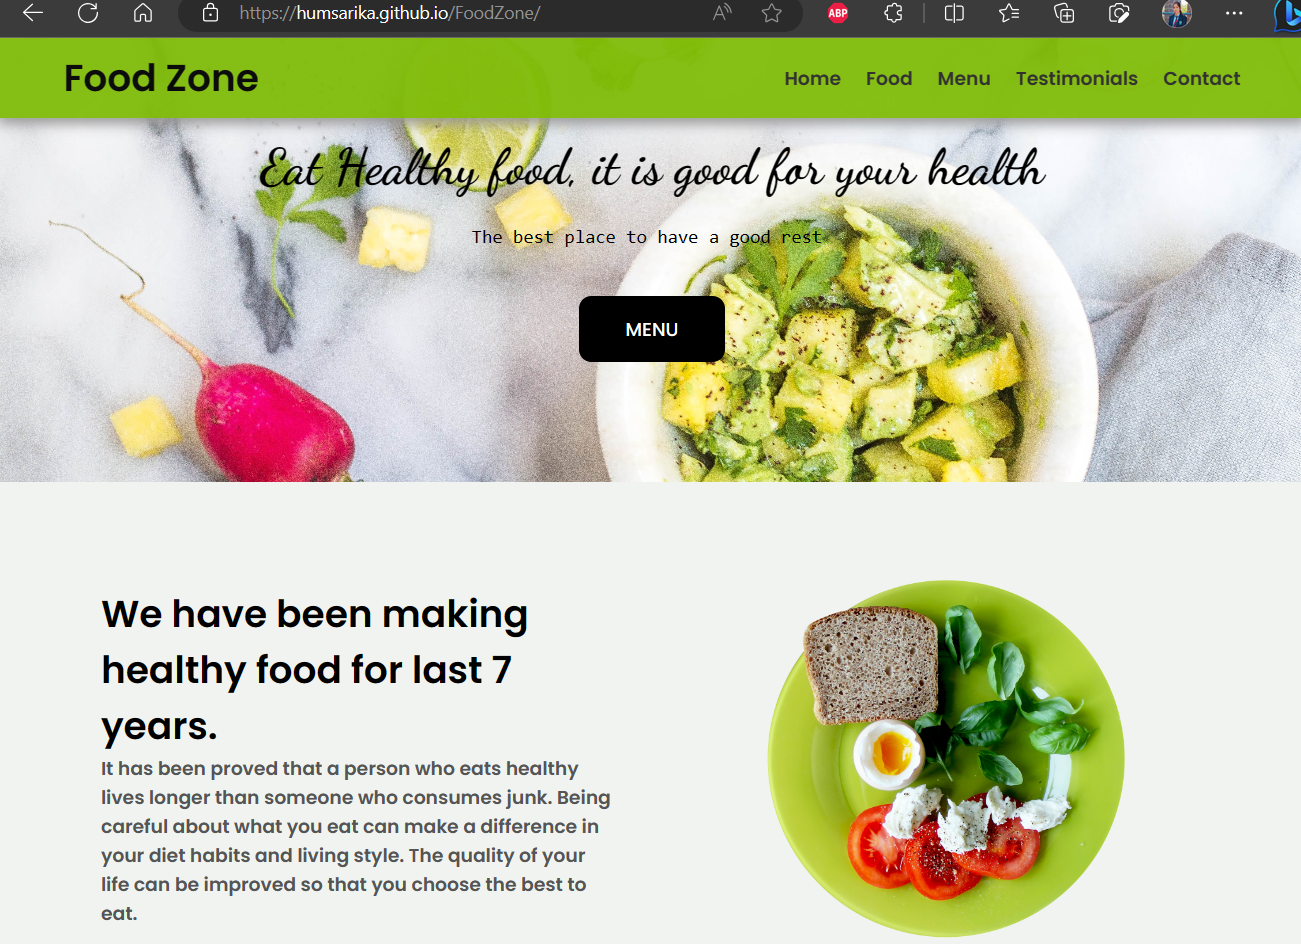 https://humsarika.github.io/FoodZone/
A
ABP
Food Zone
Home Food Menu Testimonials Contact
Eat Healthy food, it is good for your health
The best place to have a good rest
MENU
We have been making
healthy food for last 7
years.
It has been proved that a person who eats healthy
lives longer than someone who consumes junk. Being
careful about what you eat can make a difference in
your diet habits and living style. The quality of your
life can be improved so that you choose the best to
eat.